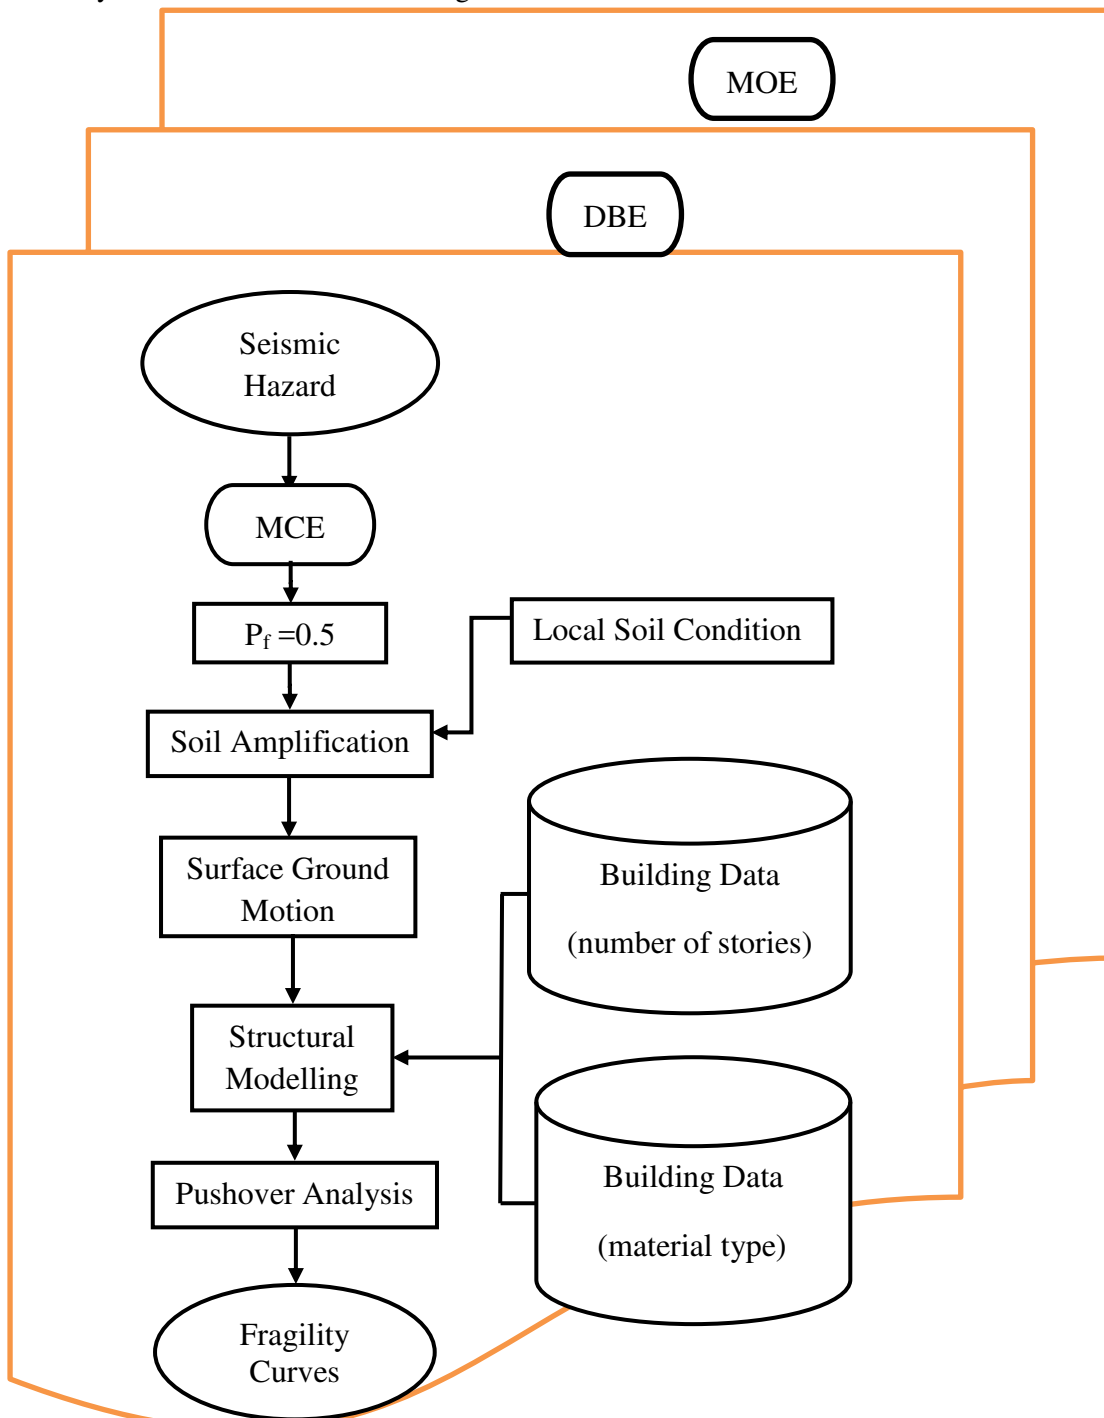 MOE
DBE
Seismic
Hazard
MCE
Pf =0.5
Local Soil Condition
Soil Amplification
Surface Ground
Motion
Building Data
(number of stories)
Structural
Modelling
Building Data
(material type)
Pushover Analysis
Fragility
Curves